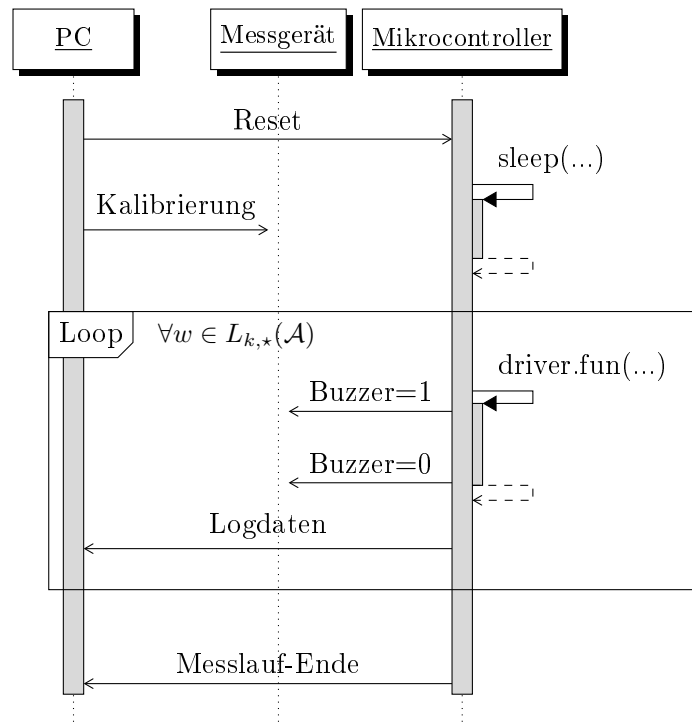 PC
Messgerät
Mikrocontroller
Reset
sleep(...)
Kalibrierung
Loop
∀w ∈ L_{k,⋆}(𝒜)
driver.fun(...)
Buzzer=1
Buzzer=0
Logdaten
Messlauf-Ende